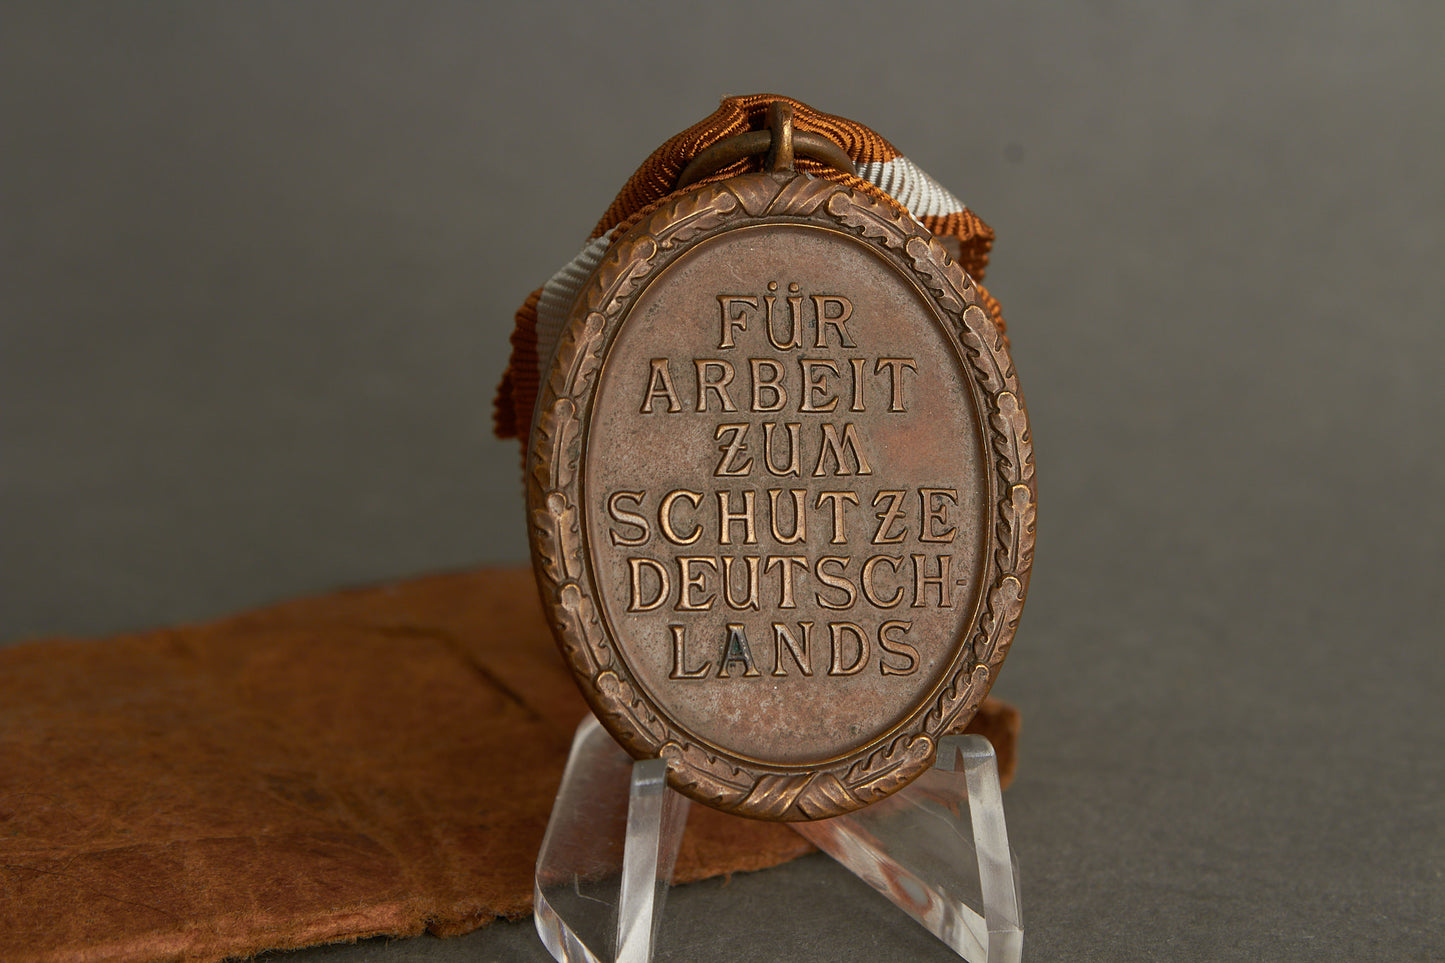 FÜR
ARBEIT
ZUM
SCHUTZE
DEUTSCH-
LANDS